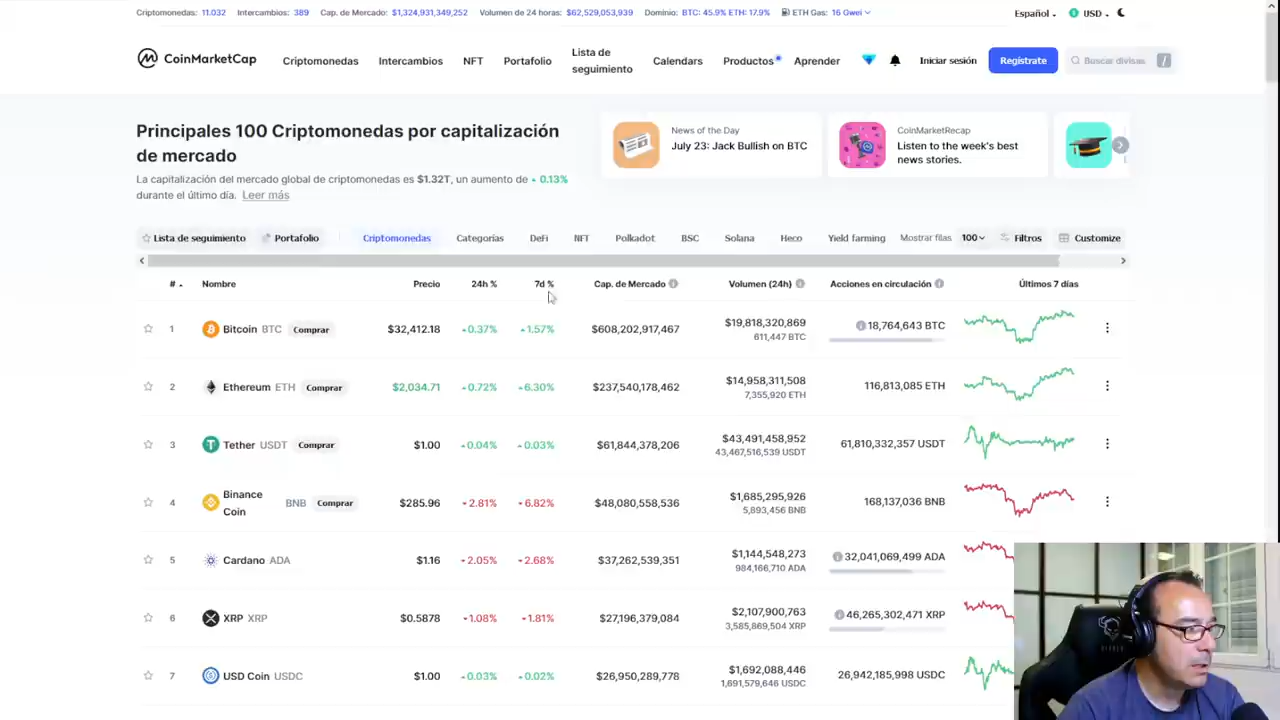 Criptomonedas: 11.032 Intercambios: 389 Cap. de Mercado: $1,324,931,349,252 Volumen de 24 horas: $62,529,053,939 Dominio: BTC: 45.9% ETH: 17.9% ETH Gas: 16 Gwei Español USD
CoinMarketCap Criptomonedas Intercambios NFT Portafolio Lista de seguimiento Calendars Productos Aprender Iniciar sesión Regístrate Buscar divisas /
Principales 100 Criptomonedas por capitalización
de mercado
La capitalización del mercado global de criptomonedas es $1.32T, un aumento de 0.13%
durante el último día. Leer más
News of the Day
July 23: Jack Bullish on BTC
CoinMarketRecap
Listen to the week's best
news stories.
Lista de seguimiento Portafolio Criptomonedas Categorías DeFi NFT Polkadot BSC Solana Heco Yield farming Mostrar filas 100 Filtros Customize
# Nombre Precio 24h % 7d % Cap. de Mercado Volumen (24h) Acciones en circulación Últimos 7 días
1 Bitcoin BTC Comprar $32,412.18 0.37% 1.57% $608,202,917,467 $19,818,320,869 18,764,643 BTC
611,447 BTC
2 Ethereum ETH Comprar $2,034.71 0.72% 6.30% $237,540,178,462 $14,958,311,508 116,813,085 ETH
7,355,920 ETH
3 Tether USDT Comprar $1.00 0.04% 0.03% $61,844,378,206 $43,491,458,952 61,810,332,357 USDT
43,467,516,539 USDT
4 Binance Coin BNB Comprar $285.96 2.81% 6.82% $48,080,558,536 $1,685,295,926 168,137,036 BNB
5,893,456 BNB
5 Cardano ADA $1.16 2.05% 2.68% $37,262,539,351 $1,144,548,273 32,041,069,499 ADA
984,166,710 ADA
6 XRP XRP $0.5878 1.08% 1.81% $27,196,379,084 $2,107,900,763 46,265,302,471 XRP
3,585,869,504 XRP
7 USD Coin USDC $1.00 0.03% 0.02% $26,950,289,778 $1,692,088,446 26,942,185,998 USDC
1,691,579,646 USDC